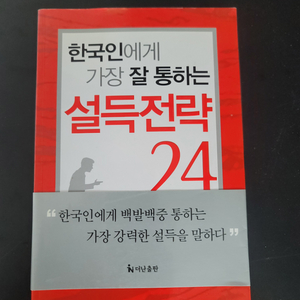 한국인에게
가장 잘 통하는
설득전략
24
“한국인에게 백발백중 통하는
가장 강력한 설득을 말하다”
더난출판